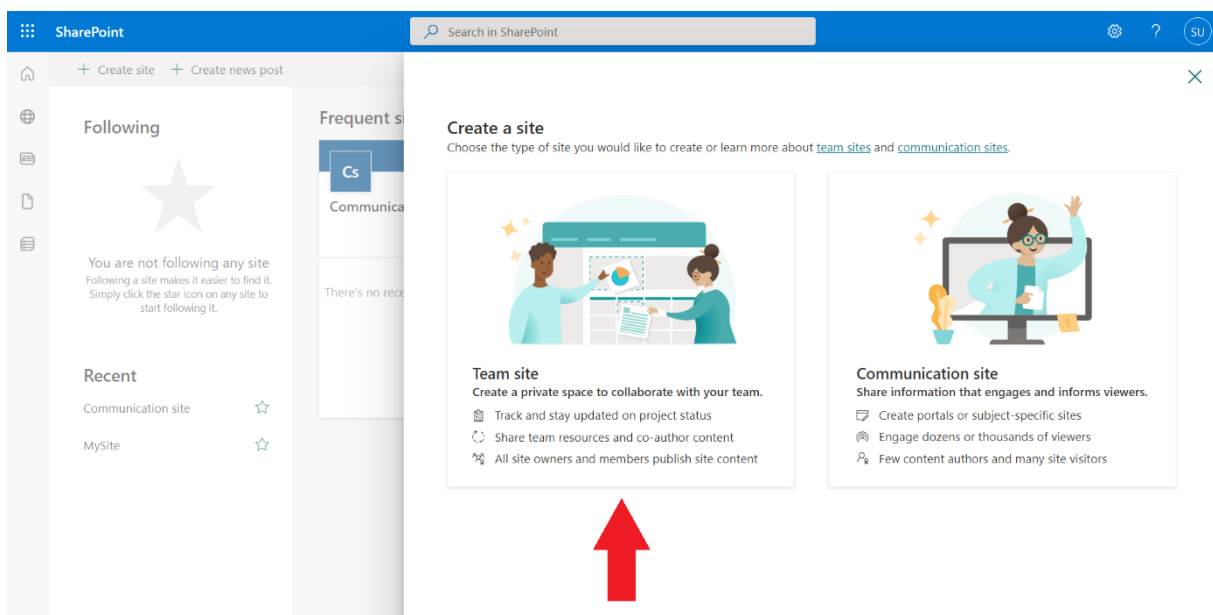 SharePoint
Search in SharePoint
?
SU
+ Create site + Create news post
Following
You are not following any site
Following a site makes it easier to find it.
Simply click the star icon on any site to
start following it.
Recent
Communication site
MySite
Frequent si
Cs
Communica
There's no rece
Create a site
Choose the type of site you would like to create or learn more about team sites and communication sites.
Team site
Create a private space to collaborate with your team.
Track and stay updated on project status
Share team resources and co-author content
All site owners and members publish site content
Communication site
Share information that engages and informs viewers.
Create portals or subject-specific sites
Engage dozens or thousands of viewers
Few content authors and many site visitors